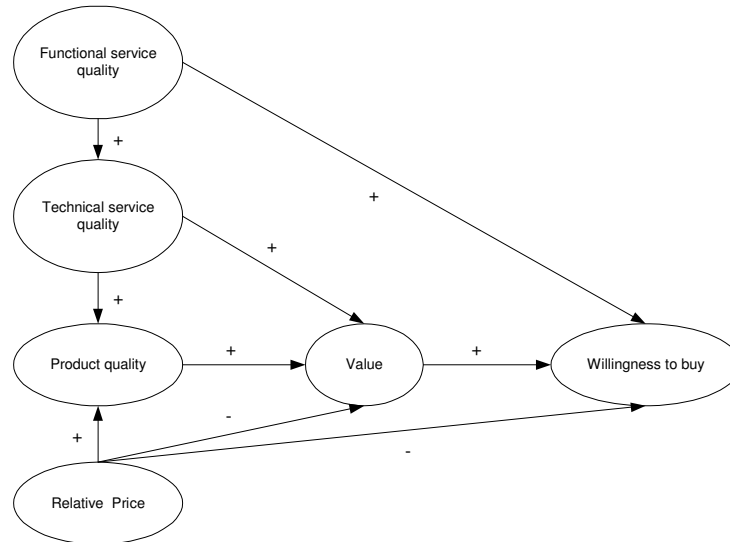 Functional service
quality
+
+
Technical service
quality
+
+
Product quality
+
Value
+
Willingness to buy
-
+
-
Relative Price